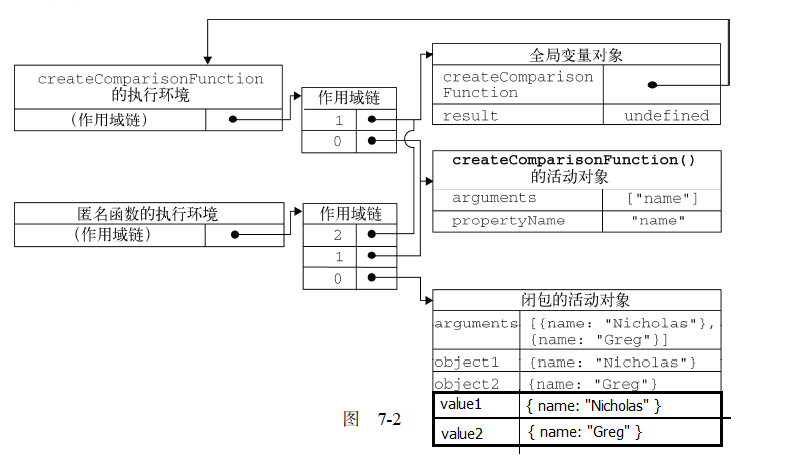 createComparisonFunction
的执行环境
(作用域链)
作用域链
1
0
全局变量对象
createComparison
Function
result undefined
createComparisonFunction()
的活动对象
arguments ["name"]
propertyName "name"
匿名函数的执行环境
(作用域链)
作用域链
2
1
0
闭包的活动对象
arguments [{name: "Nicholas"},
{name: "Greg"}]
object1 {name: "Nicholas"}
object2 {name: "Greg"}
value1 { name: "Nicholas" }
value2 { name: "Greg" }
图 7-2